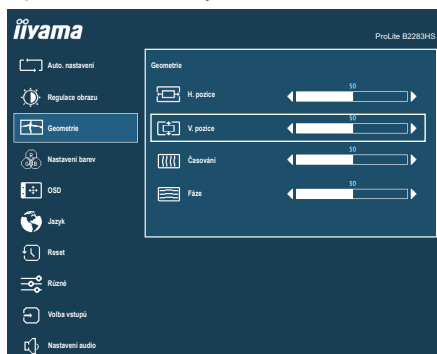 iiyama
ProLite B2283HS
Auto. nastavení
Regulace obrazu
Geometrie
Nastavení barev
OSD
Jazyk
Reset
Různé
Volba vstupů
Nastavení audio
Geometrie
H. pozice
50
V. pozice
50
Časování
50
Fáze
50